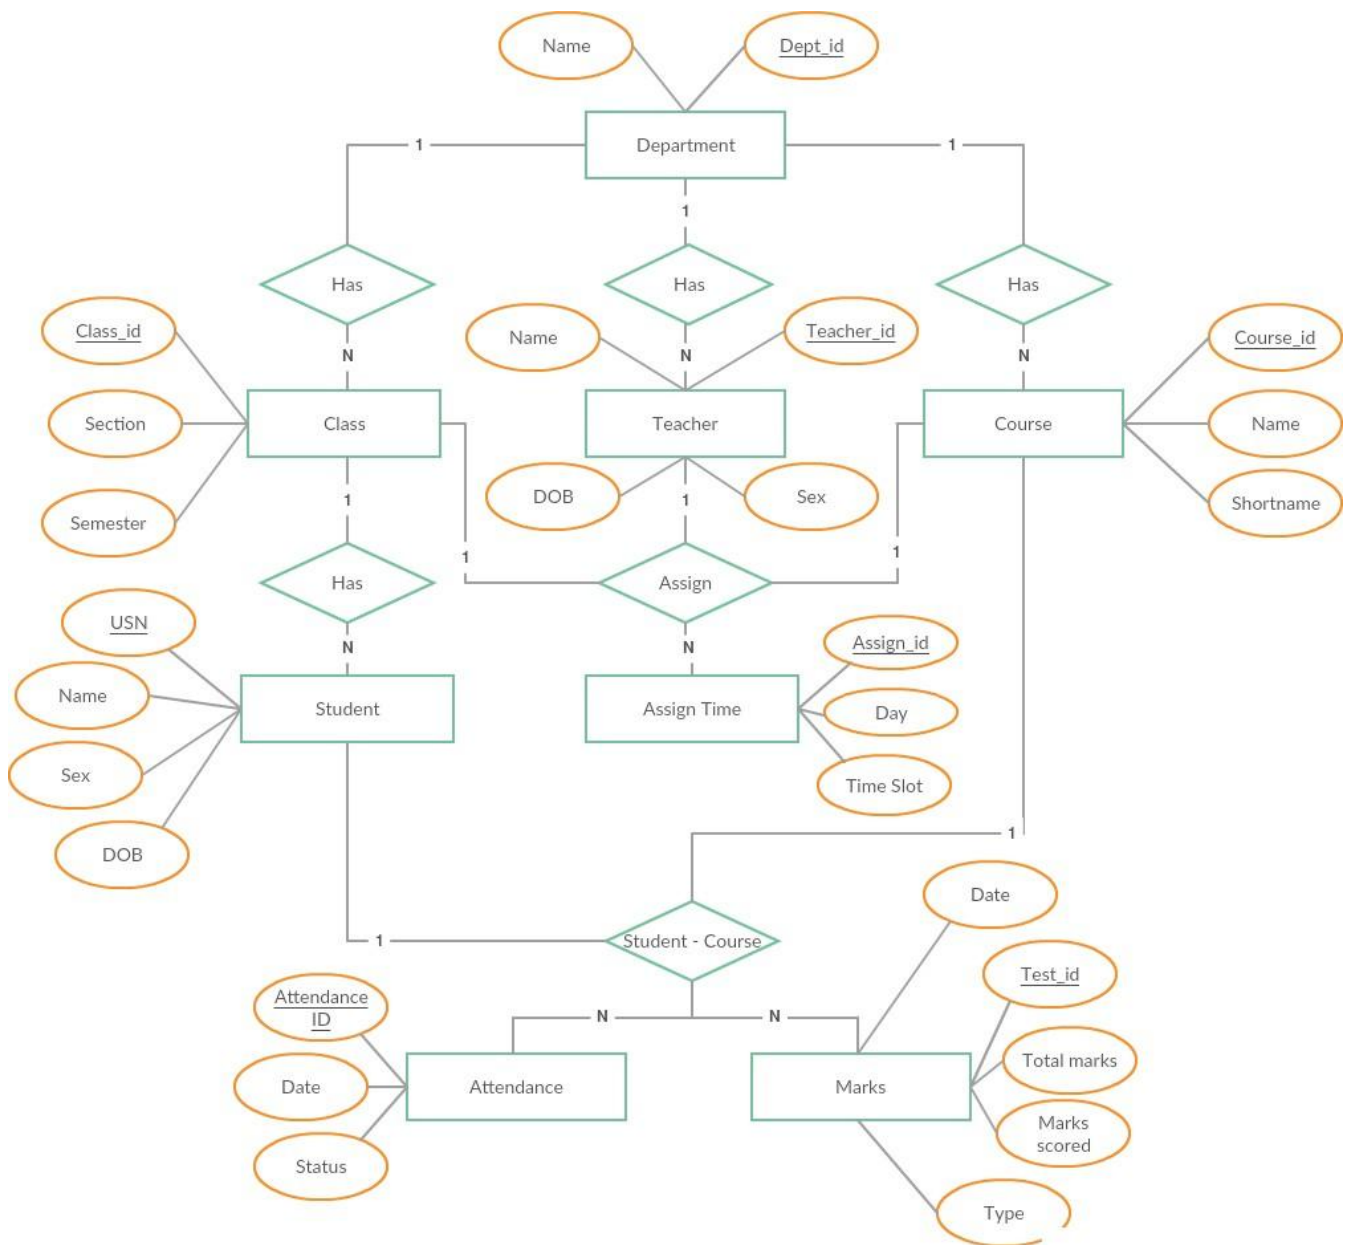 Name
Dept_id
Department
1
1
1
Has
Has
Has
Class_id
Name
Teacher_id
Course_id
N
N
N
Section
Class
Teacher
Course
Name
Semester
DOB
Sex
Shortname
1
1
1
1
Has
Assign
USN
N
N
Assign_id
Name
Student
Assign Time
Day
Sex
Time Slot
DOB
1
Date
1
Student - Course
Test_id
Attendance
ID
N
N
Total marks
Date
Attendance
Marks
Marks
scored
Status
Type